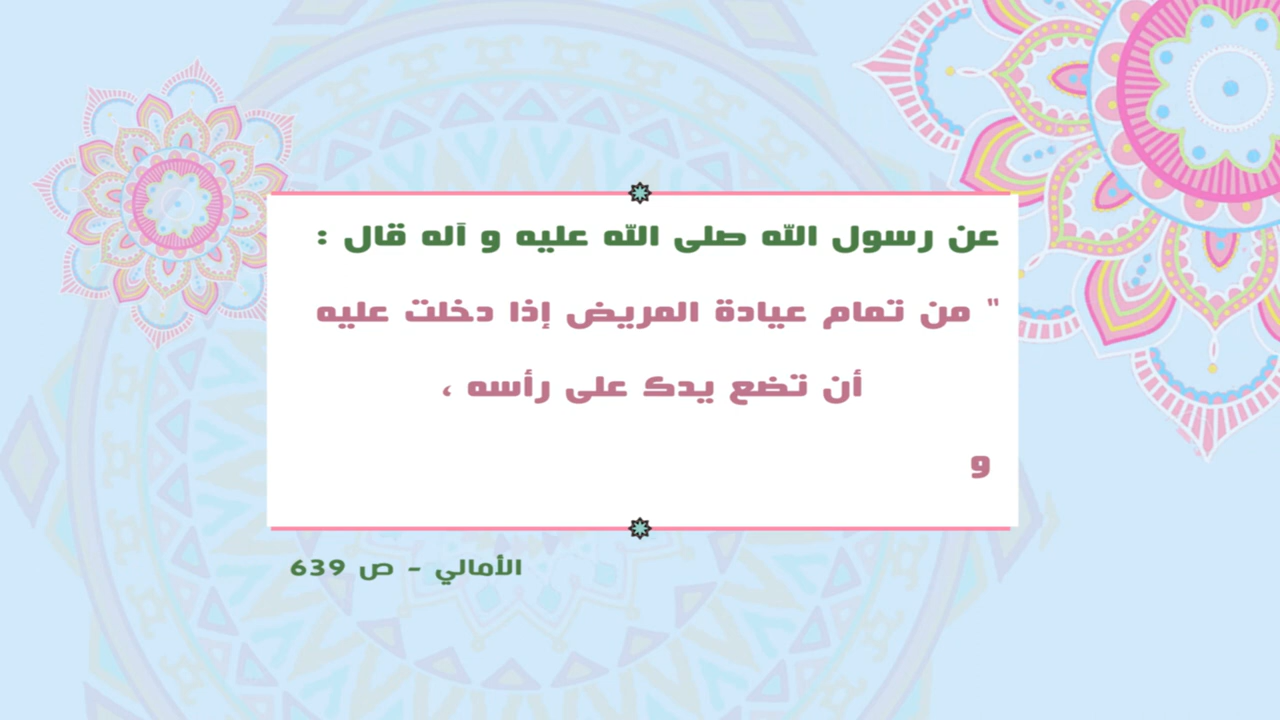 عن رسول الله صلى الله عليه و آله قال :
" من تمام عيادة المريض إذا دخلت عليه
أن تضع يدك على رأسه ،
و
الأمالي - ص 639